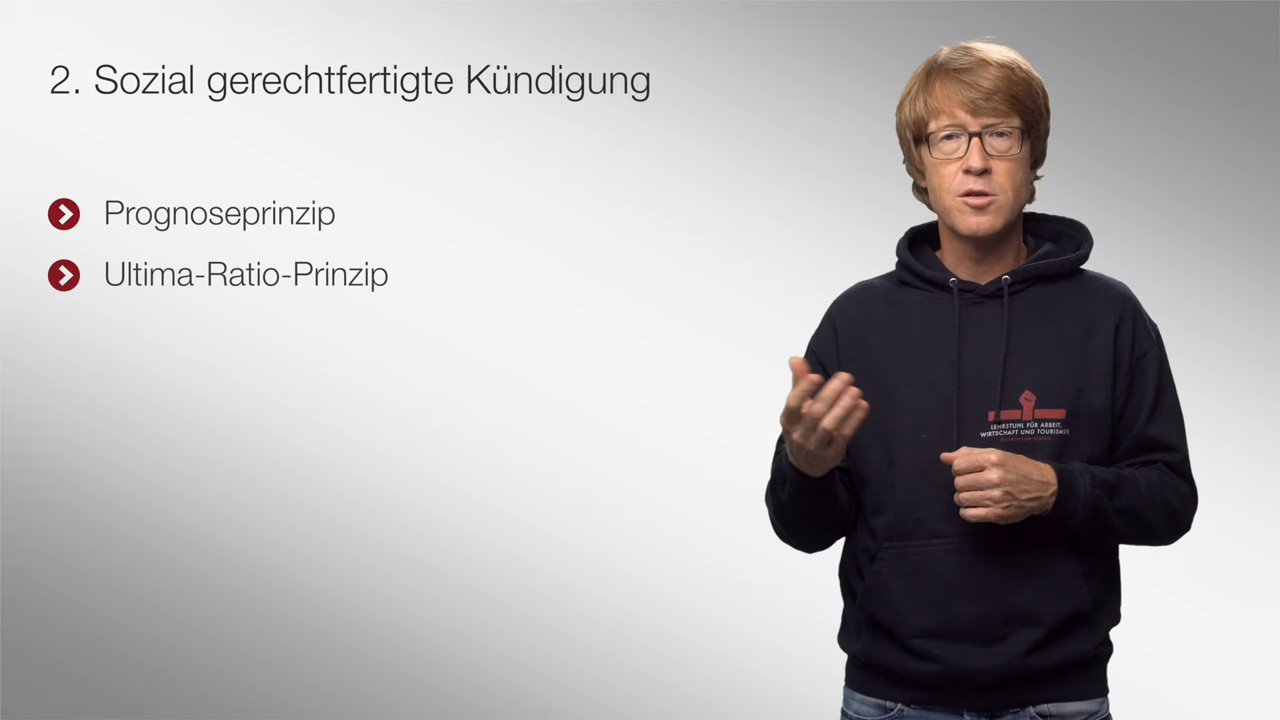 2. Sozial gerechtfertigte Kündigung
Prognoseprinzip
Ultima-Ratio-Prinzip
LEHRSTUHL FÜR ARBEIT,
WIRTSCHAFT UND TOURISMUS